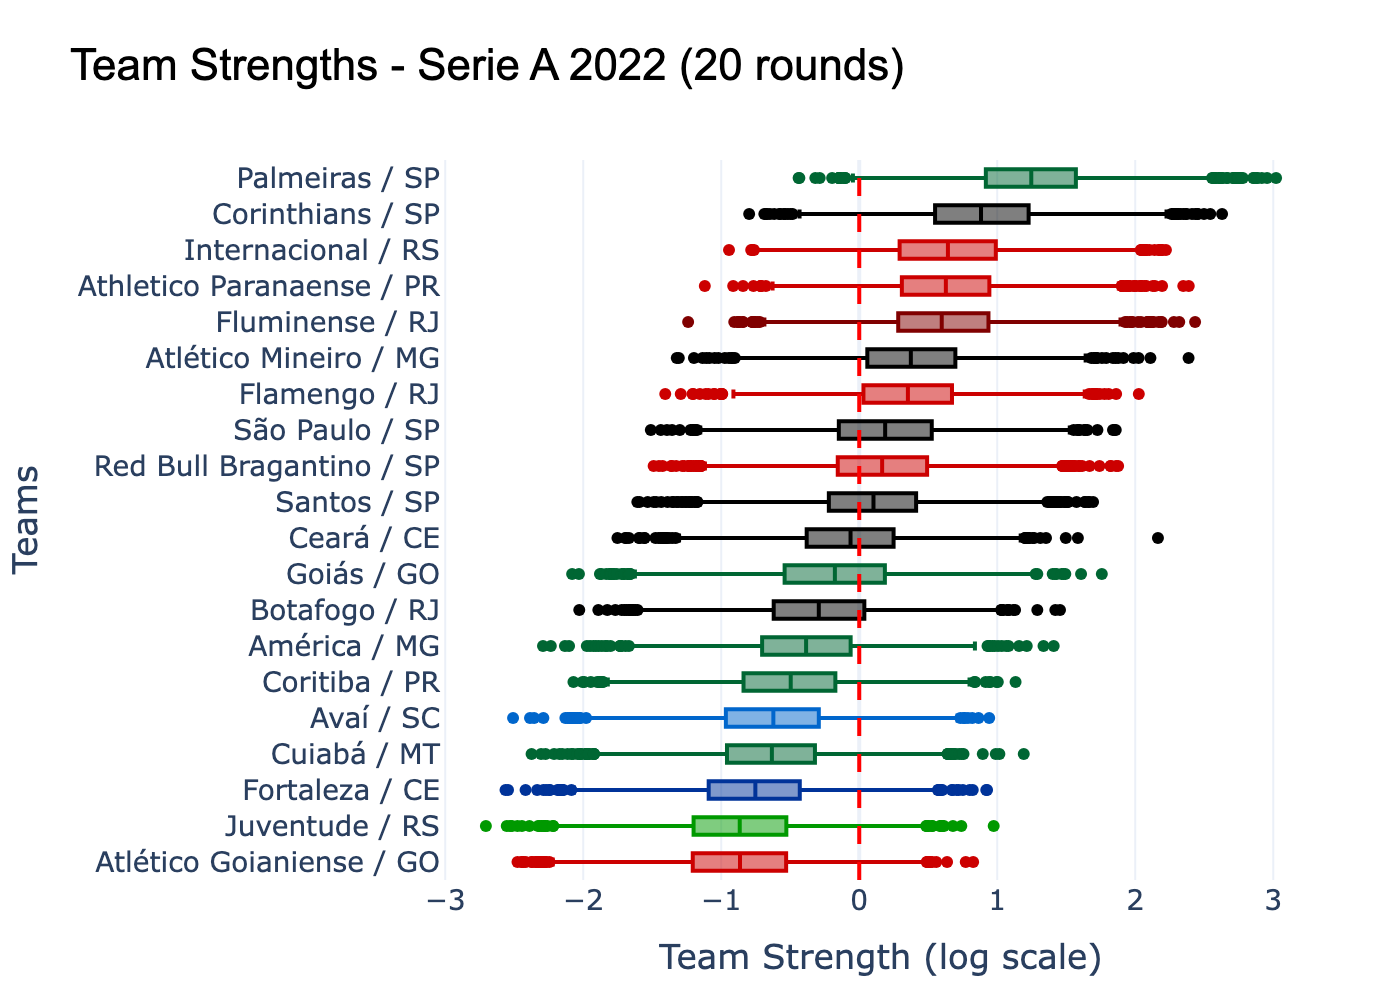 Team Strengths - Serie A 2022 (20 rounds)
Teams
Palmeiras / SP
Corinthians / SP
Internacional / RS
Athletico Paranaense / PR
Fluminense / RJ
Atlético Mineiro / MG
Flamengo / RJ
São Paulo / SP
Red Bull Bragantino / SP
Santos / SP
Ceará / CE
Goiás / GO
Botafogo / RJ
América / MG
Coritiba / PR
Avaí / SC
Cuiabá / MT
Fortaleza / CE
Juventude / RS
Atlético Goianiense / GO
−3 −2 −1 0 1 2 3
Team Strength (log scale)